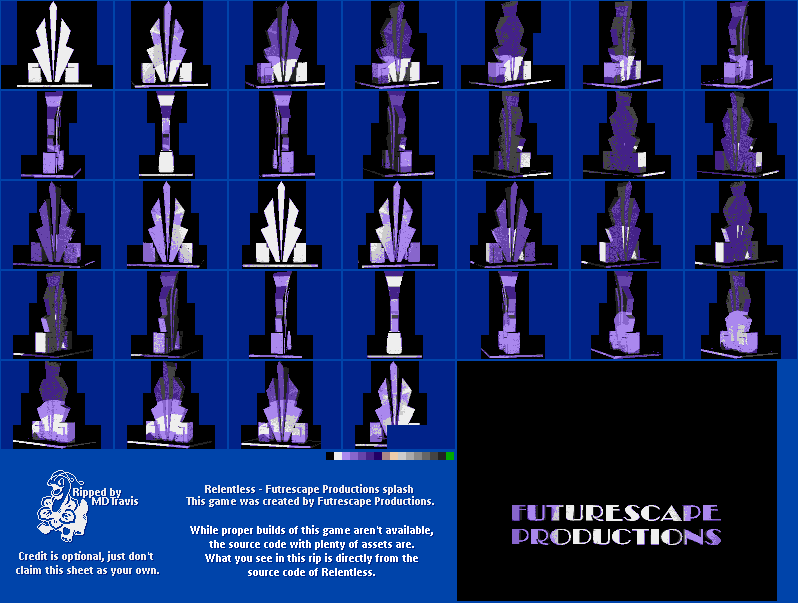 FUTURESCAPE
PRODUCTIONS
Ripped by
MDTravis
Credit is optional, just don't
claim this sheet as your own.
Relentless - Futrescape Productions splash
This game was created by Futrescape Productions.
While proper builds of this game aren't available,
the source code with plenty of assets are.
What you see in this rip is directly from the
source code of Relentless.